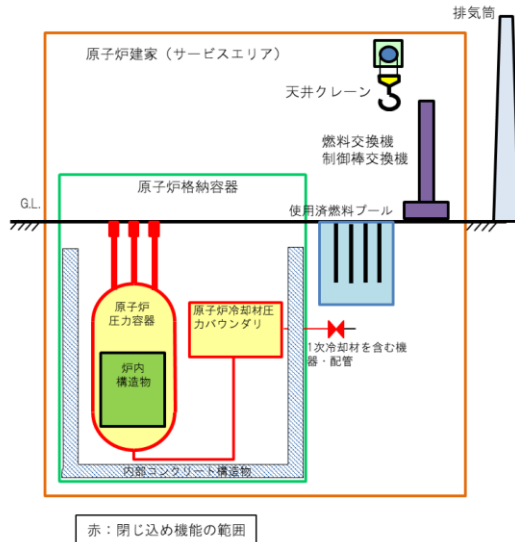 排気筒
原子炉建家（サービスエリア）
天井クレーン
燃料交換機
制御棒交換機
原子炉格納容器
G.L.
使用済燃料プール
原子炉
圧力容器
原子炉冷却材圧
力バウンダリ
1次冷却材を含む機
器・配管
炉内
構造物
内部コンクリート構造物
赤：閉じ込め機能の範囲